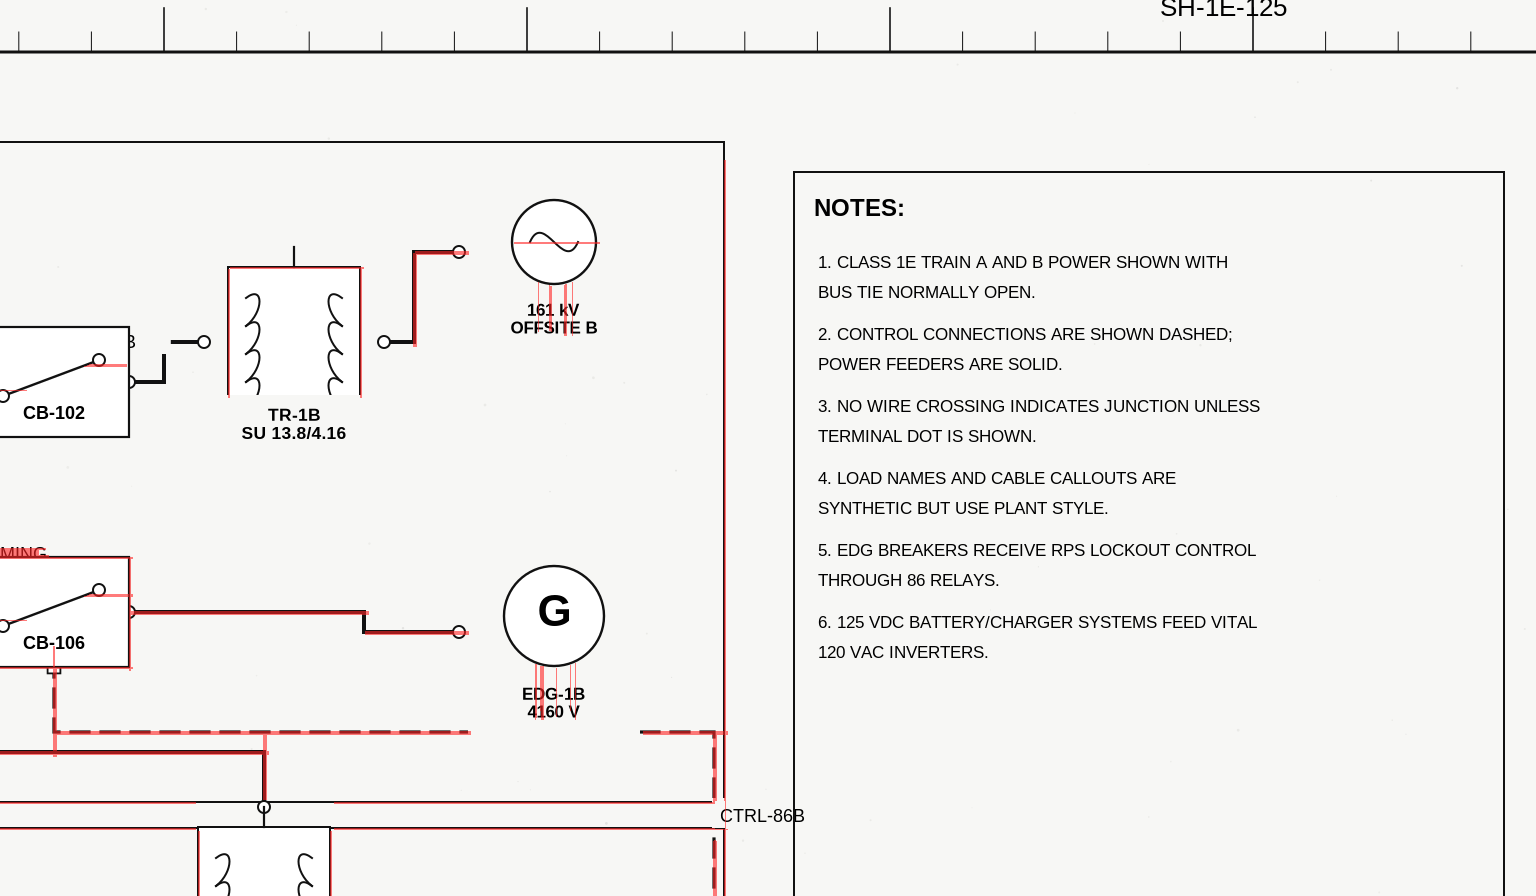 SH-1E-125
161 kV
OFFSITE B
CB-102
TR-1B
SU 13.8/4.16
CB-106
G
EDG-1B
4160 V
CTRL-86B
NOTES:
1. CLASS 1E TRAIN A AND B POWER SHOWN WITH
BUS TIE NORMALLY OPEN.
2. CONTROL CONNECTIONS ARE SHOWN DASHED;
POWER FEEDERS ARE SOLID.
3. NO WIRE CROSSING INDICATES JUNCTION UNLESS
TERMINAL DOT IS SHOWN.
4. LOAD NAMES AND CABLE CALLOUTS ARE
SYNTHETIC BUT USE PLANT STYLE.
5. EDG BREAKERS RECEIVE RPS LOCKOUT CONTROL
THROUGH 86 RELAYS.
6. 125 VDC BATTERY/CHARGER SYSTEMS FEED VITAL
120 VAC INVERTERS.